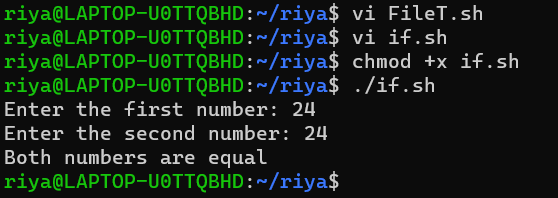 riya@LAPTOP-U0TTQBHD:~/riya$ vi FileT.sh
riya@LAPTOP-U0TTQBHD:~/riya$ vi if.sh
riya@LAPTOP-U0TTQBHD:~/riya$ chmod +x if.sh
riya@LAPTOP-U0TTQBHD:~/riya$ ./if.sh
Enter the first number: 24
Enter the second number: 24
Both numbers are equal
riya@LAPTOP-U0TTQBHD:~/riya$